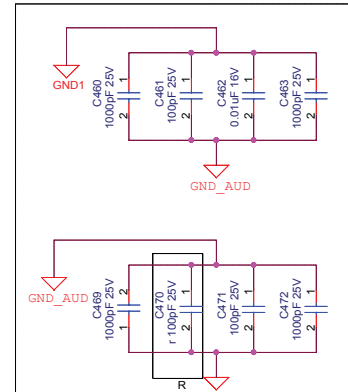 GND1
C460
1000pF 25V
1
2
C461
100pF 25V
1
2
C462
0.01uF 16V
1
2
C463
1000pF 25V
1
2
GND_AUD
GND_AUD
C469
1000pF 25V
2
1
C470
r 100pF 25V
1
2
C471
100pF 25V
1
2
C472
1000pF 25V
1
2
R